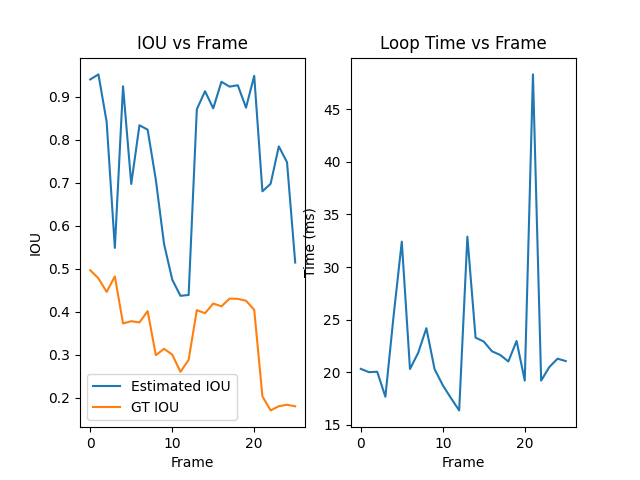 IOU vs Frame
IOU
0.9
0.8
0.7
0.6
0.5
0.4
0.3
0.2
Estimated IOU
GT IOU
0
10
20
Frame
Loop Time vs Frame
Time (ms)
45
40
35
30
25
20
15
0
10
20
Frame